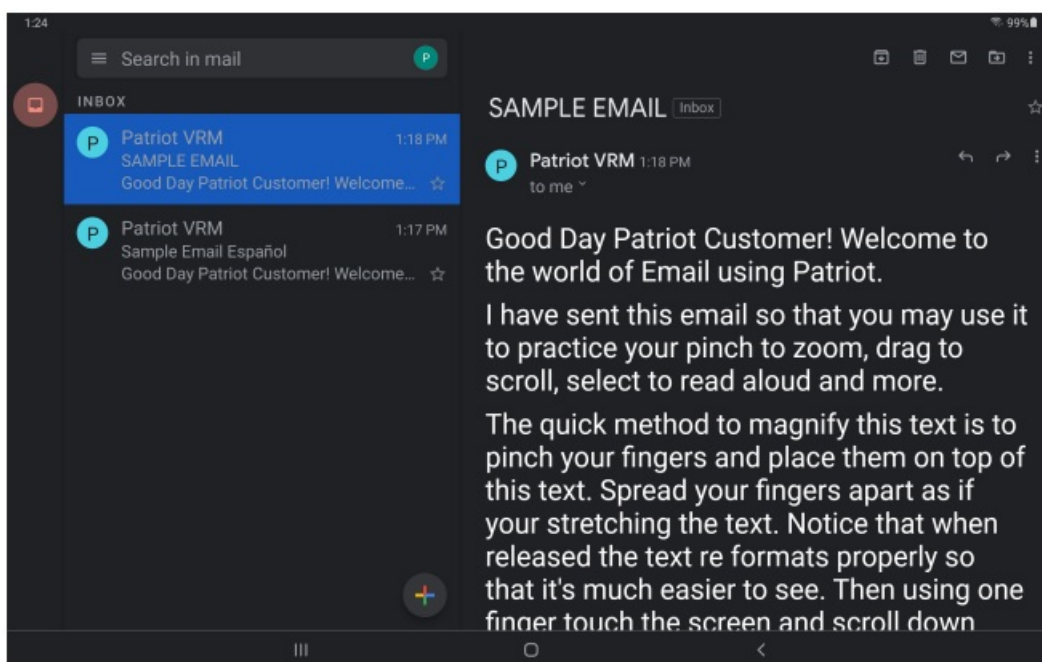 1:24
99%
Search in mail
P
INBOX
P
Patriot VRM 1:18 PM
SAMPLE EMAIL
Good Day Patriot Customer! Welcome...
P
Patriot VRM 1:17 PM
Sample Email Español
Good Day Patriot Customer! Welcome...
SAMPLE EMAIL Inbox
P
Patriot VRM 1:18 PM
to me
Good Day Patriot Customer! Welcome to
the world of Email using Patriot.
I have sent this email so that you may use it
to practice your pinch to zoom, drag to
scroll, select to read aloud and more.
The quick method to magnify this text is to
pinch your fingers and place them on top of
this text. Spread your fingers apart as if
your stretching the text. Notice that when
released the text re formats properly so
that it's much easier to see. Then using one
finger touch the screen and scroll down